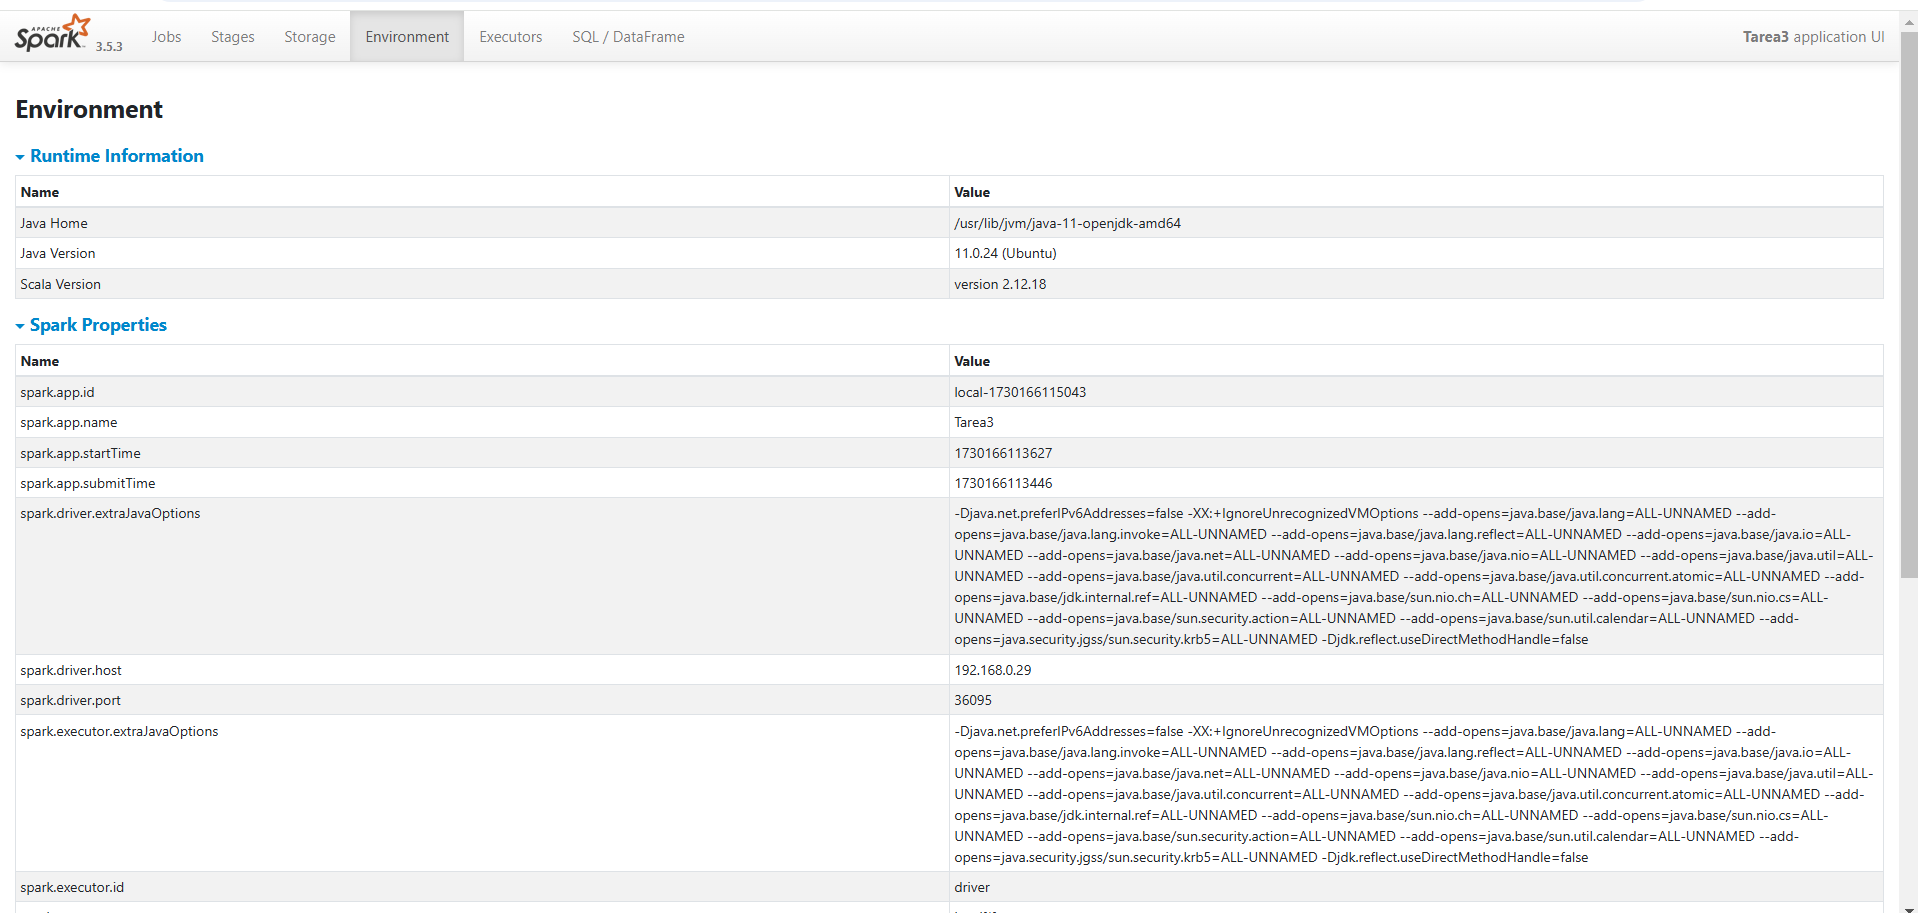 APACHE
Spark 3.5.3 Jobs Stages Storage Environment Executors SQL / DataFrame Tarea3 application UI
Environment
Runtime Information
Name Value
Java Home /usr/lib/jvm/java-11-openjdk-amd64
Java Version 11.0.24 (Ubuntu)
Scala Version version 2.12.18
Spark Properties
Name Value
spark.app.id local-1730166115043
spark.app.name Tarea3
spark.app.startTime 1730166113627
spark.app.submitTime 1730166113446
spark.driver.extraJavaOptions -Djava.net.preferIPv6Addresses=false -XX:+IgnoreUnrecognizedVMOptions --add-opens=java.base/java.lang=ALL-UNNAMED --add-
opens=java.base/java.lang.invoke=ALL-UNNAMED --add-opens=java.base/java.lang.reflect=ALL-UNNAMED --add-opens=java.base/java.io=ALL-
UNNAMED --add-opens=java.base/java.net=ALL-UNNAMED --add-opens=java.base/java.nio=ALL-UNNAMED --add-opens=java.base/java.util=ALL-
UNNAMED --add-opens=java.base/java.util.concurrent=ALL-UNNAMED --add-opens=java.base/java.util.concurrent.atomic=ALL-UNNAMED --add-
opens=java.base/jdk.internal.ref=ALL-UNNAMED --add-opens=java.base/sun.nio.ch=ALL-UNNAMED --add-opens=java.base/sun.nio.cs=ALL-
UNNAMED --add-opens=java.base/sun.security.action=ALL-UNNAMED --add-opens=java.base/sun.util.calendar=ALL-UNNAMED --add-
opens=java.security.jgss/sun.security.krb5=ALL-UNNAMED -Djdk.reflect.useDirectMethodHandle=false
spark.driver.host 192.168.0.29
spark.driver.port 36095
spark.executor.extraJavaOptions -Djava.net.preferIPv6Addresses=false -XX:+IgnoreUnrecognizedVMOptions --add-opens=java.base/java.lang=ALL-UNNAMED --add-
opens=java.base/java.lang.invoke=ALL-UNNAMED --add-opens=java.base/java.lang.reflect=ALL-UNNAMED --add-opens=java.base/java.io=ALL-
UNNAMED --add-opens=java.base/java.net=ALL-UNNAMED --add-opens=java.base/java.nio=ALL-UNNAMED --add-opens=java.base/java.util=ALL-
UNNAMED --add-opens=java.base/java.util.concurrent=ALL-UNNAMED --add-opens=java.base/java.util.concurrent.atomic=ALL-UNNAMED --add-
opens=java.base/jdk.internal.ref=ALL-UNNAMED --add-opens=java.base/sun.nio.ch=ALL-UNNAMED --add-opens=java.base/sun.nio.cs=ALL-
UNNAMED --add-opens=java.base/sun.security.action=ALL-UNNAMED --add-opens=java.base/sun.util.calendar=ALL-UNNAMED --add-
opens=java.security.jgss/sun.security.krb5=ALL-UNNAMED -Djdk.reflect.useDirectMethodHandle=false
spark.executor.id driver